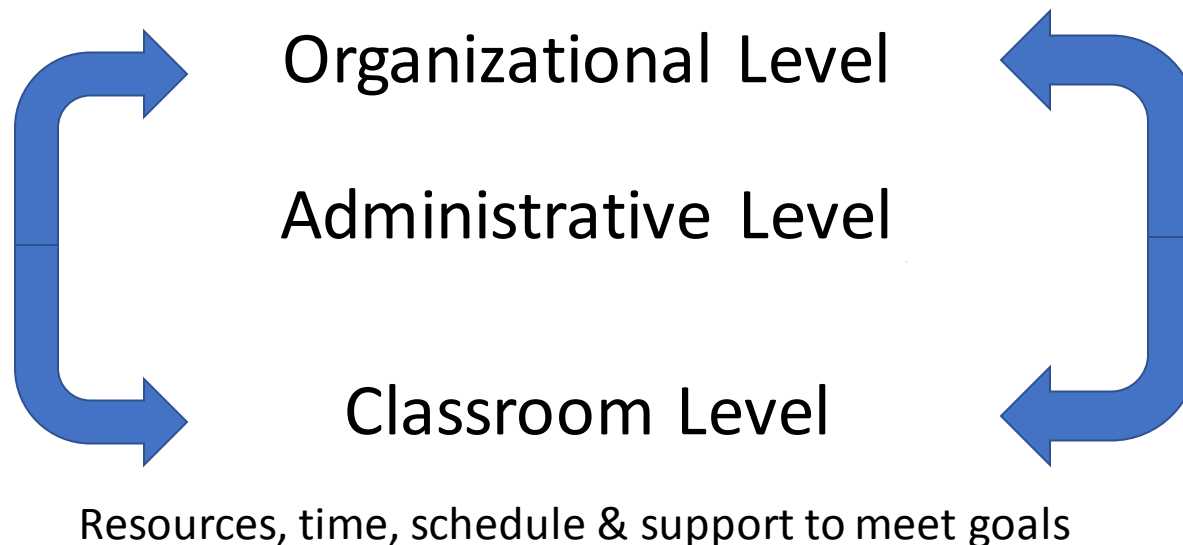 Organizational Level
Administrative Level
Classroom Level
Resources, time, schedule & support to meet goals